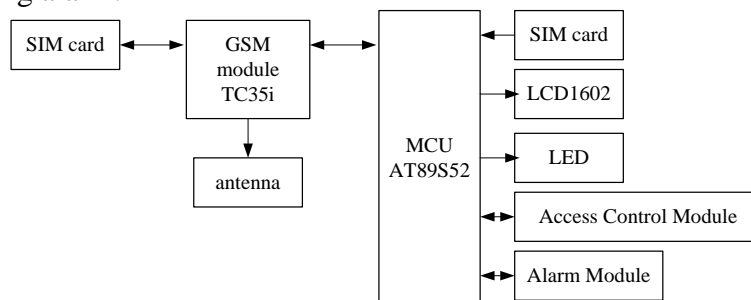 SIM card
GSM
module
TC35i
antenna
MCU
AT89S52
SIM card
LCD1602
LED
Access Control Module
Alarm Module